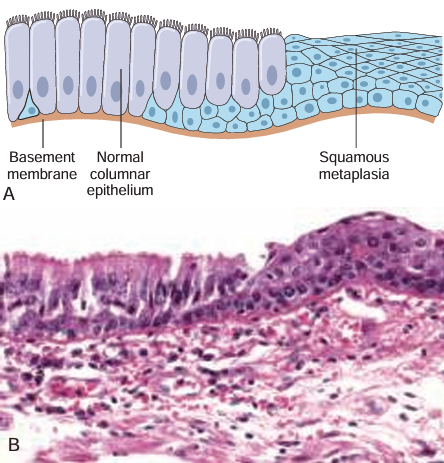 Basement
membrane
Normal
columnar
epithelium
Squamous
metaplasia
A
B